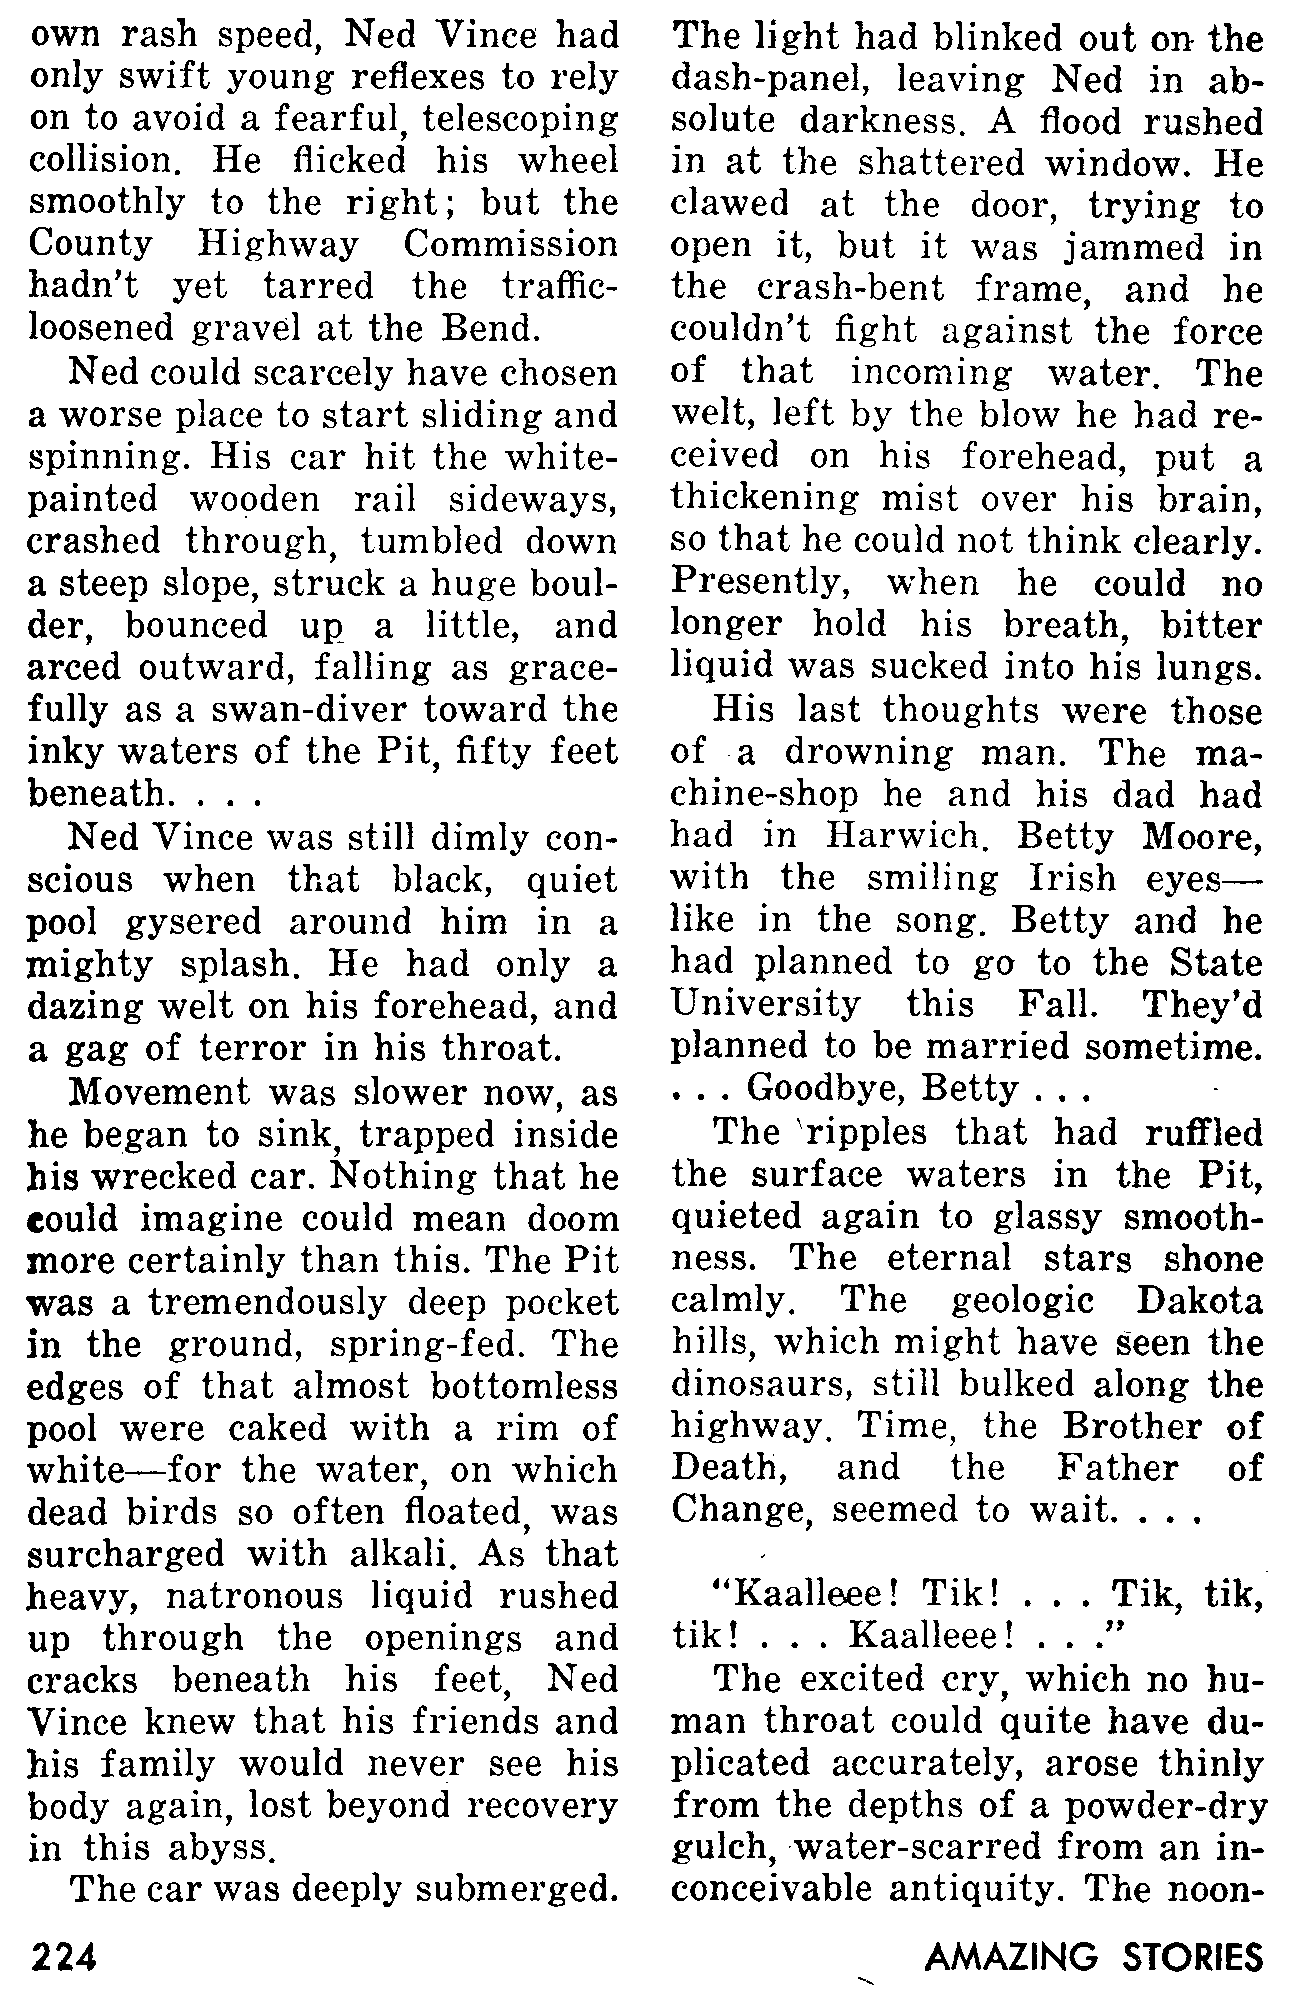 own rash speed, Ned Vince had
only swift young reflexes to rely
on to avoid a fearful, telescoping
collision. He flicked his wheel
smoothly to the right; but the
County Highway Commission
hadn't yet tarred the traffic-
loosened gravel at the Bend.
Ned could scarcely have chosen
a worse place to start sliding and
spinning. His car hit the white-
painted wooden rail sideways,
crashed through, tumbled down
a steep slope, struck a huge boul-
der, bounced up a little, and
arced outward, falling as grace-
fully as a swan-diver toward the
inky waters of the Pit, fifty feet
beneath. . . .
Ned Vince was still dimly con-
scious when that black, quiet
pool gysered around him in a
mighty splash. He had only a
dazing welt on his forehead, and
a gag of terror in his throat.
Movement was slower now, as
he began to sink, trapped inside
his wrecked car. Nothing that he
could imagine could mean doom
more certainly than this. The Pit
was a tremendously deep pocket
in the ground, spring-fed. The
edges of that almost bottomless
pool were caked with a rim of
white—for the water, on which
dead birds so often floated, was
surcharged with alkali. As that
heavy, natronous liquid rushed
up through the openings and
cracks beneath his feet, Ned
Vince knew that his friends and
his family would never see his
body again, lost beyond recovery
in this abyss.
The car was deeply submerged.
The light had blinked out on the
dash-panel, leaving Ned in ab-
solute darkness. A flood rushed
in at the shattered window. He
clawed at the door, trying to
open it, but it was jammed in
the crash-bent frame, and he
couldn't fight against the force
of that incoming water. The
welt, left by the blow he had re-
ceived on his forehead, put a
thickening mist over his brain,
so that he could not think clearly.
Presently, when he could no
longer hold his breath, bitter
liquid was sucked into his lungs.
His last thoughts were those
of a drowning man. The ma-
chine-shop he and his dad had
had in Harwich. Betty Moore,
with the smiling Irish eyes—
like in the song. Betty and he
had planned to go to the State
University this Fall. They'd
planned to be married sometime.
. . . Goodbye, Betty . . .
The ripples that had ruffled
the surface waters in the Pit,
quieted again to glassy smooth-
ness. The eternal stars shone
calmly. The geologic Dakota
hills, which might have seen the
dinosaurs, still bulked along the
highway. Time, the Brother of
Death, and the Father of
Change, seemed to wait. . . .
"Kaalleee! Tik! . . . Tik, tik,
tik! . . . Kaalleee! . . ."
The excited cry, which no hu-
man throat could quite have du-
plicated accurately, arose thinly
from the depths of a powder-dry
gulch, water-scarred from an in-
conceivable antiquity. The noon-
224
AMAZING STORIES